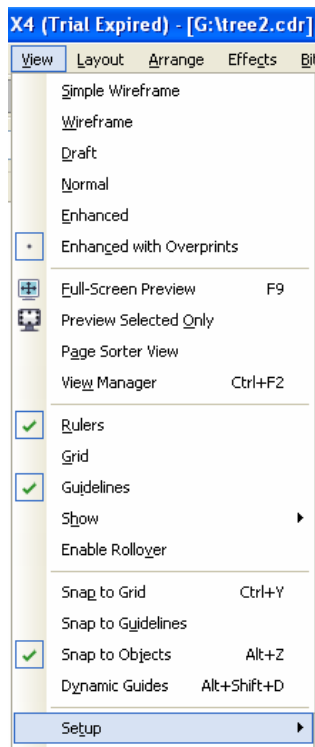 X4 (Trial Expired) - [G:\tree2.cdr]
View Layout Arrange Effects Bit
Simple Wireframe
Wireframe
Draft
Normal
Enhanced
Enhanced with Overprints
Full-Screen Preview F9
Preview Selected Only
Page Sorter View
View Manager Ctrl+F2
Rulers
Grid
Guidelines
Show
Enable Rollover
Snap to Grid Ctrl+Y
Snap to Guidelines
Snap to Objects Alt+Z
Dynamic Guides Alt+Shift+D
Setup